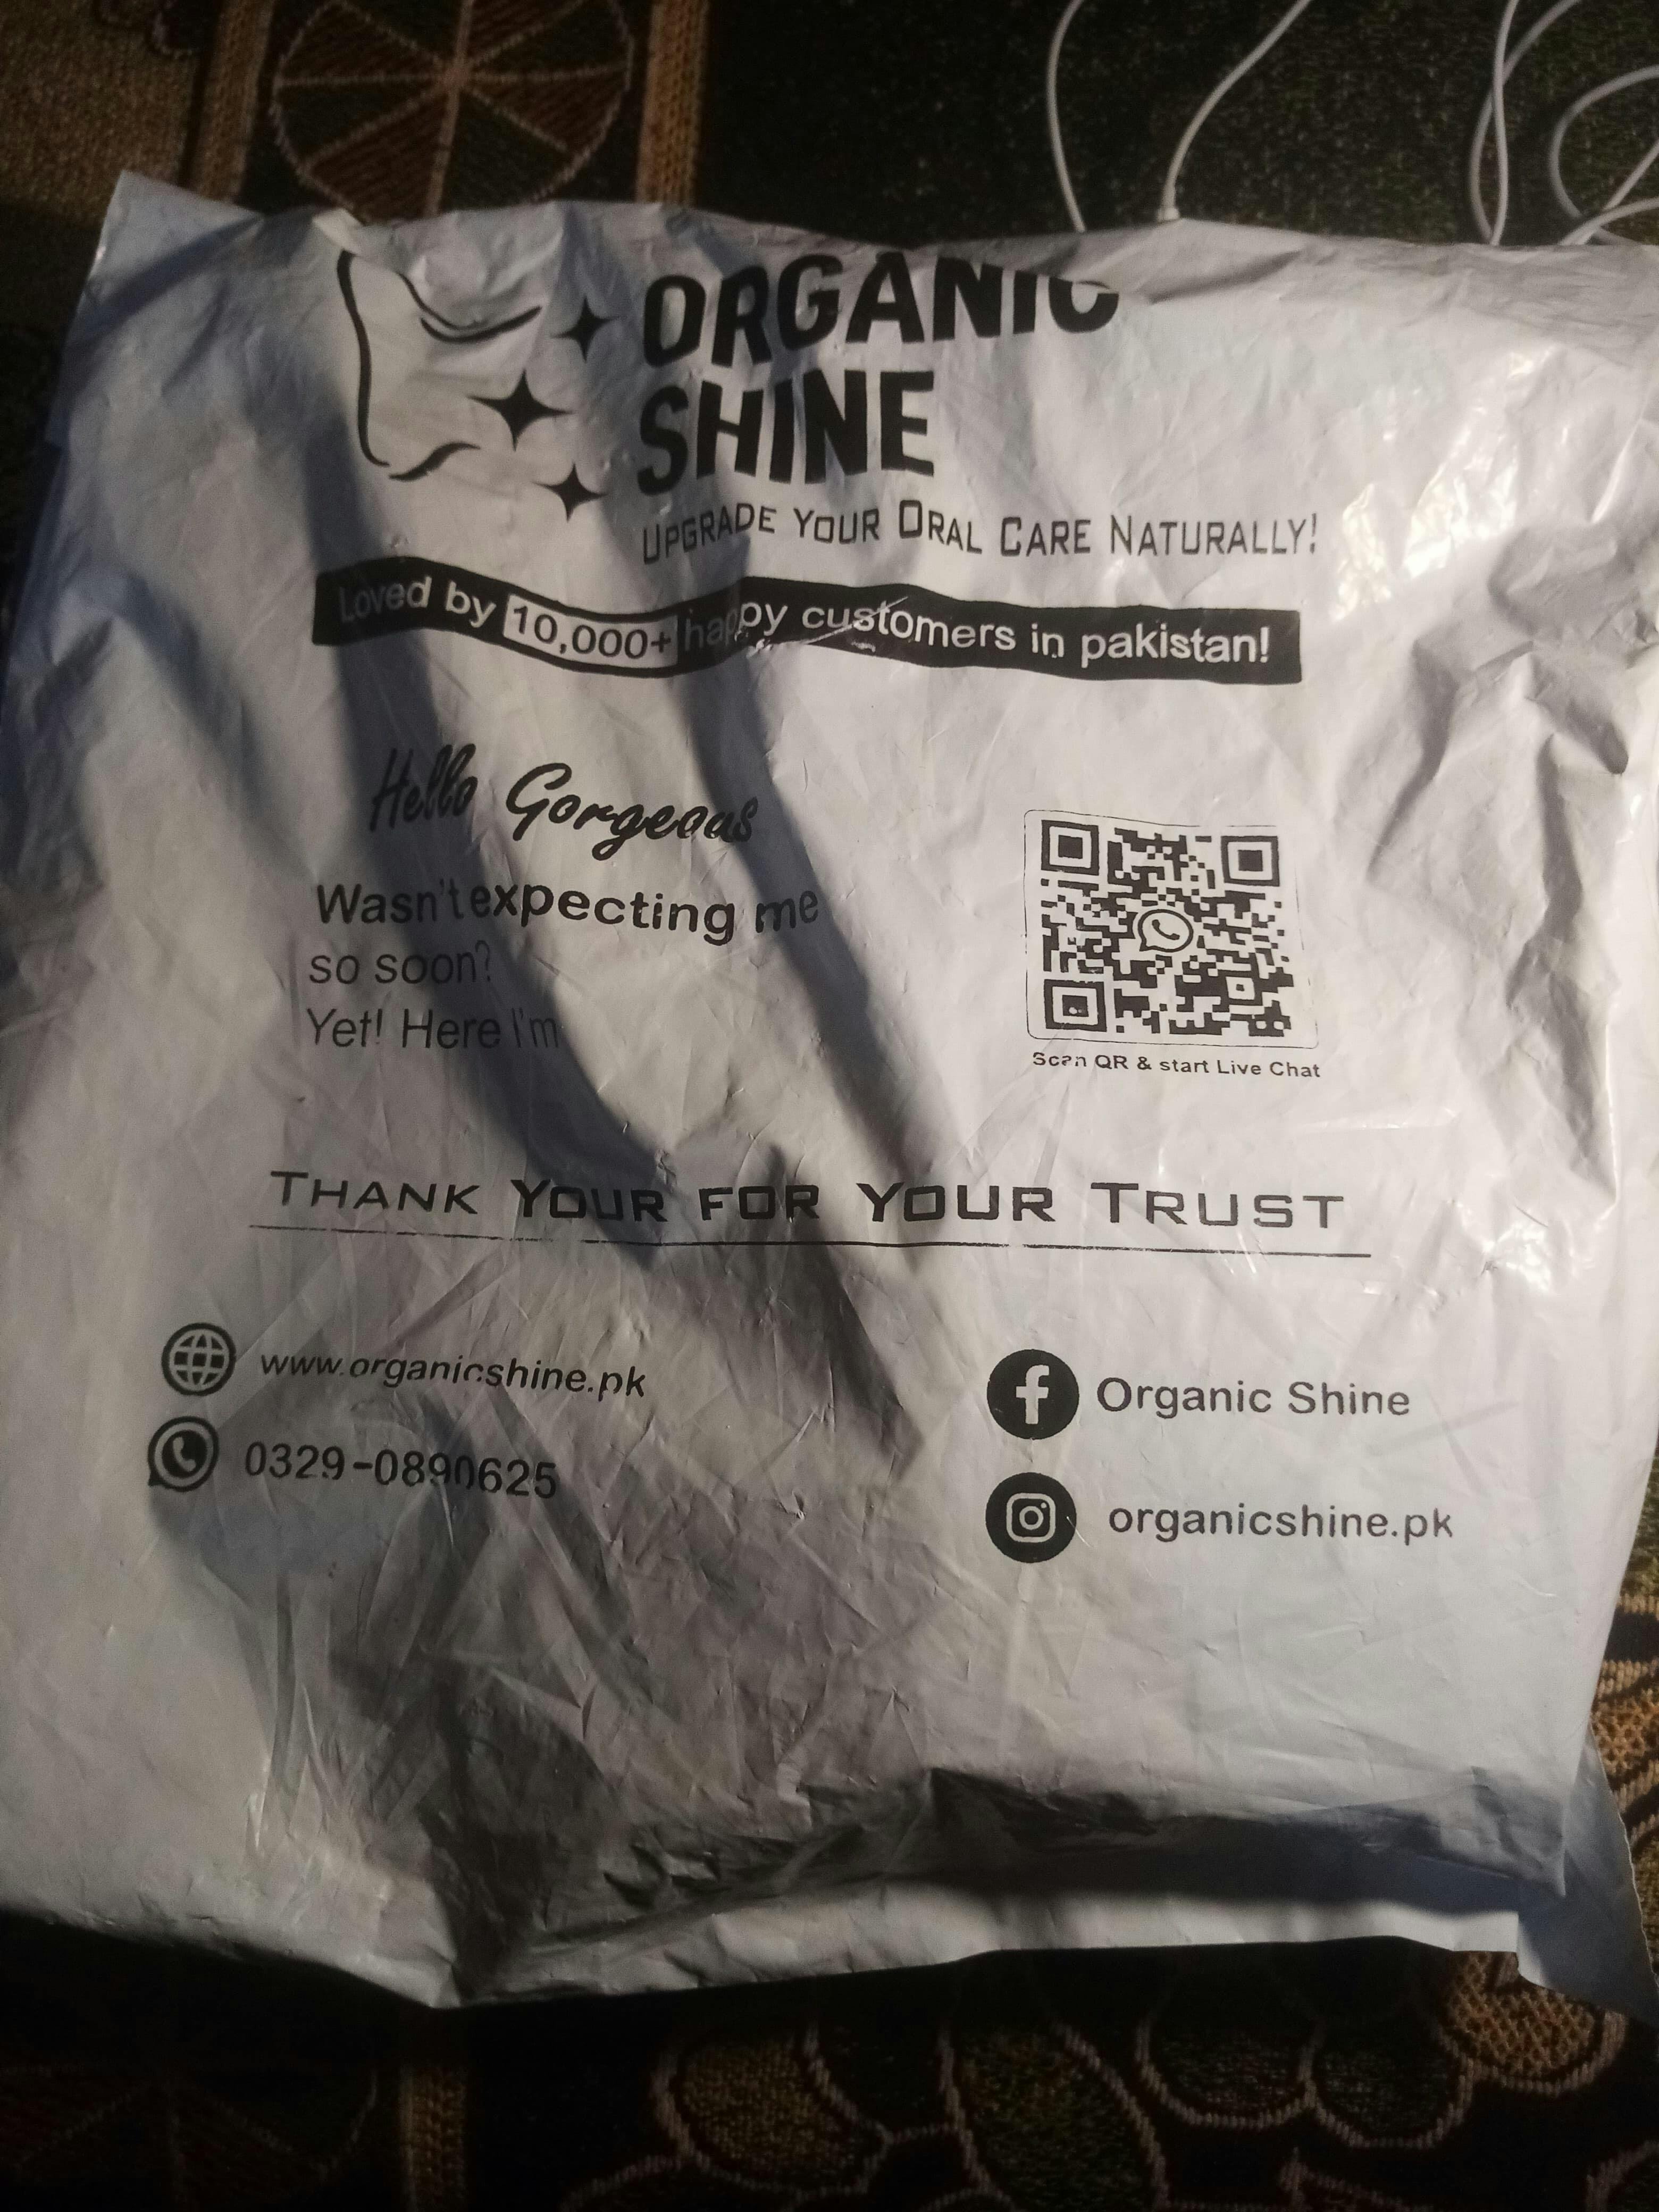 ORGANIC
SHINE
UPGRADE YOUR ORAL CARE NATURALLY!
Loved by 10,000+ happy customers in pakistan!
Hello Gorgeous
Wasn't expecting me
so soon?
Yet! Here I'm
Scan QR & start Live Chat
THANK YOUR FOR YOUR TRUST
www.organicshine.pk
0329-0890625
Organic Shine
organicshine.pk